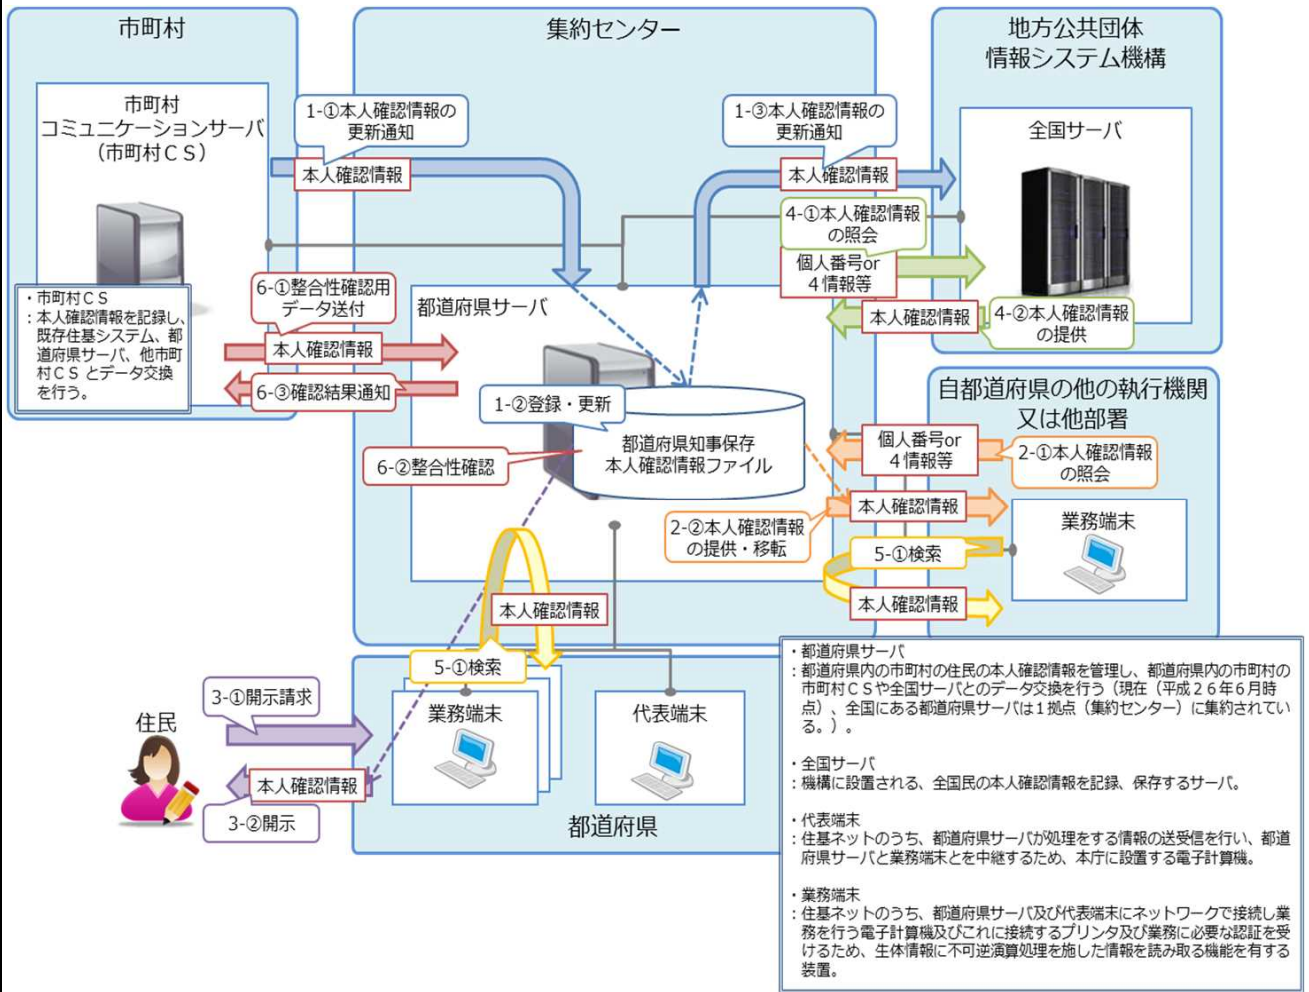 市町村
集約センター
地方公共団体
情報システム機構
市町村
コミュニケーションサーバ
（市町村ＣＳ）
1-①本人確認情報の
更新通知
本人確認情報
1-③本人確認情報の
更新通知
本人確認情報
全国サーバ
4-①本人確認情報
の照会
個人番号or
４情報等
本人確認情報
4-②本人確認情報
の提供
・市町村ＣＳ
：本人確認情報を記録し、
既存住基システム、都
道府県サーバ、他市町
村ＣＳとデータ交換
を行う。
6-①整合性確認用
データ送付
本人確認情報
6-③確認結果通知
都道府県サーバ
1-②登録・更新
都道府県知事保存
本人確認情報ファイル
6-②整合性確認
自都道府県の他の執行機関
又は他部署
個人番号or
４情報等
2-①本人確認情報
の照会
本人確認情報
2-②本人確認情報
の提供・移転
業務端末
5-①検索
本人確認情報
本人確認情報
5-①検索
業務端末
代表端末
都道府県
住民
3-①開示請求
本人確認情報
3-②開示
・都道府県サーバ
：都道府県内の市町村の住民の本人確認情報を管理し、都道府県内の市町村の
市町村ＣＳや全国サーバとのデータ交換を行う（現在（平成２６年６月時
点）、全国にある都道府県サーバは１拠点（集約センター）に集約されてい
る。）。
・全国サーバ
：機構に設置される、全国民の本人確認情報を記録、保存するサーバ。
・代表端末
：住基ネットのうち、都道府県サーバが処理をする情報の送受信を行い、都道
府県サーバと業務端末とを中継するため、本庁に設置する電子計算機。
・業務端末
：住基ネットのうち、都道府県サーバ及び代表端末にネットワークで接続し業
務を行う電子計算機及びこれに接続するプリンタ及び業務に必要な認証を受
けるため、生体情報に不可逆演算処理を施した情報を読み取る機能を有する
装置。